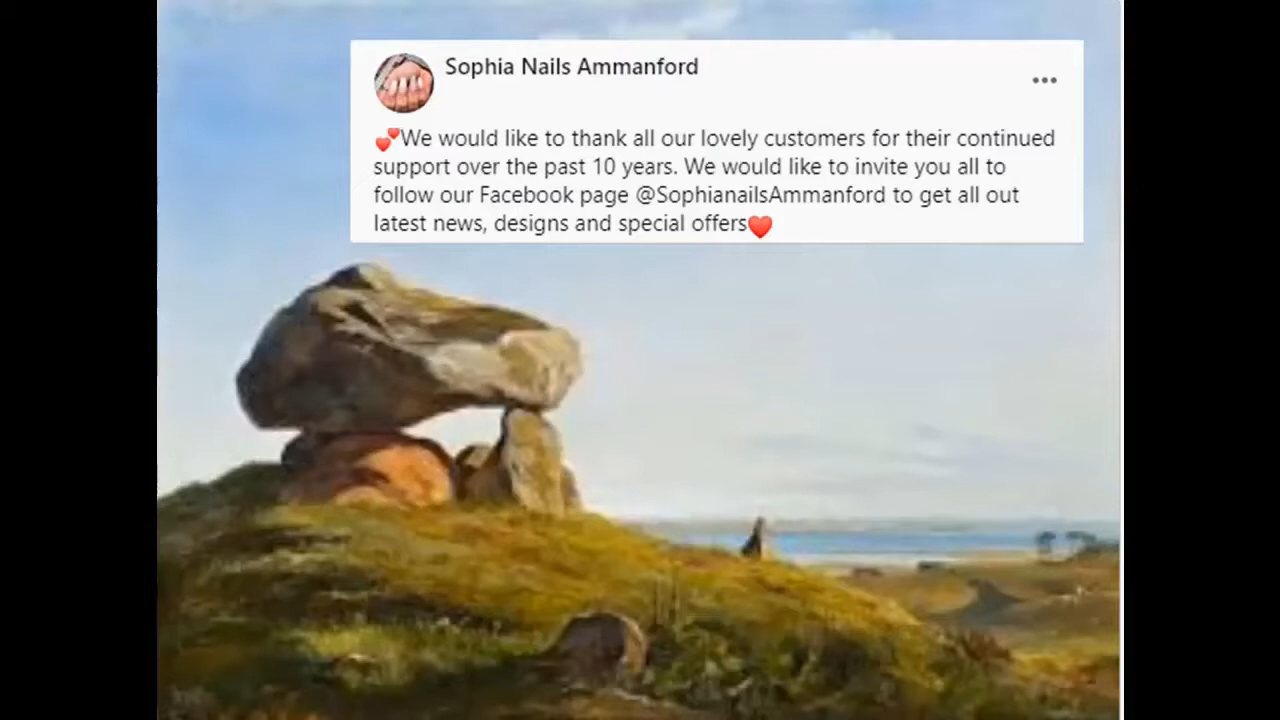 Sophia Nails Ammanford
💕We would like to thank all our lovely customers for their continued
support over the past 10 years. We would like to invite you all to
follow our Facebook page @SophianailsAmmanford to get all out
latest news, designs and special offers♥️